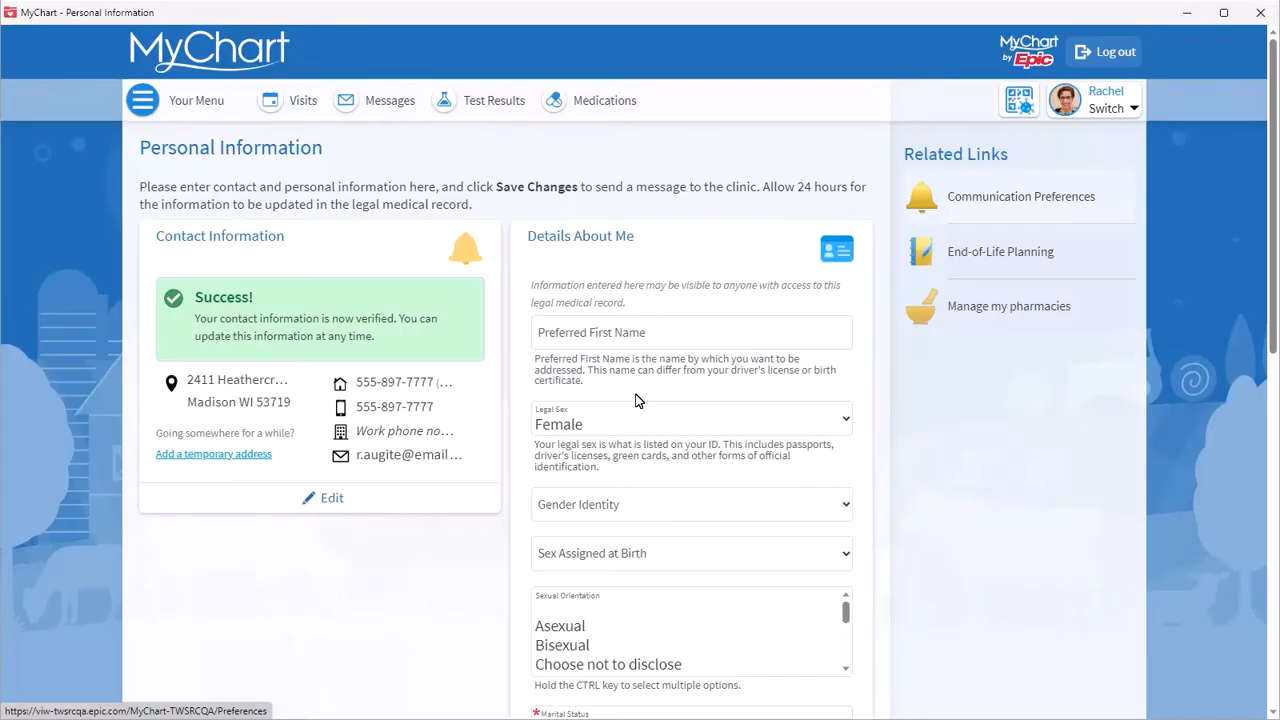 MyChart - Personal Information
MyChart
MyChart
by Epic
Log out
Your Menu
Visits
Messages
Test Results
Medications
Rachel
Switch
Personal Information
Please enter contact and personal information here, and click Save Changes to send a message to the clinic. Allow 24 hours for
the information to be updated in the legal medical record.
Contact Information
Success!
Your contact information is now verified. You can
update this information at any time.
2411 Heathercr...
Madison WI 53719
Going somewhere for a while?
Add a temporary address
555-897-7777 (...
555-897-7777
Work phone no...
r.augite@email...
Edit
Details About Me
Information entered here may be visible to anyone with access to this
legal medical record.
Preferred First Name
Preferred First Name is the name by which you want to be
addressed. This name can differ from your driver's license or birth
certificate.
Legal Sex
Female
Your legal sex is what is listed on your ID. This includes passports,
driver's licenses, green cards, and other forms of official
identification.
Gender Identity
Sex Assigned at Birth
Sexual Orientation
Asexual
Bisexual
Choose not to disclose
Hold the CTRL key to select multiple options.
*Marital Status
Related Links
Communication Preferences
End-of-Life Planning
Manage my pharmacies
https://viw-twsrcqa.epic.com/MyChart-TWSRCQA/Preferences